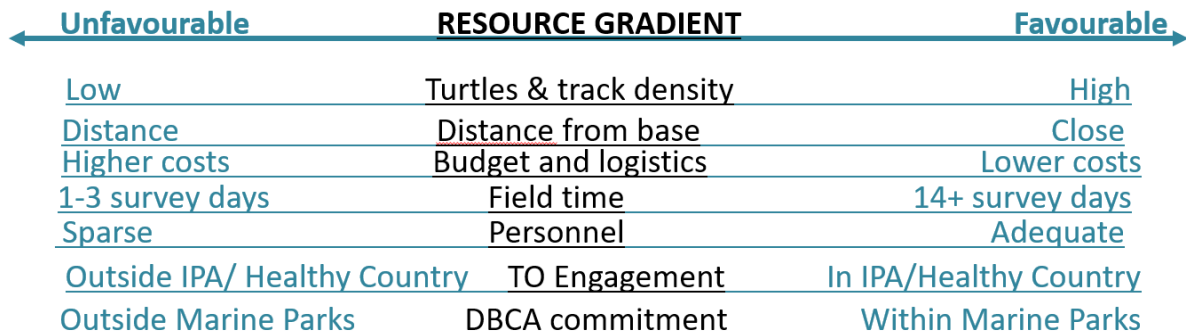 Unfavourable RESOURCE GRADIENT Favourable
Low Turtles & track density High
Distance Distance from base Close
Higher costs Budget and logistics Lower costs
1-3 survey days Field time 14+ survey days
Sparse Personnel Adequate
Outside IPA/ Healthy Country TO Engagement In IPA/Healthy Country
Outside Marine Parks DBCA commitment Within Marine Parks